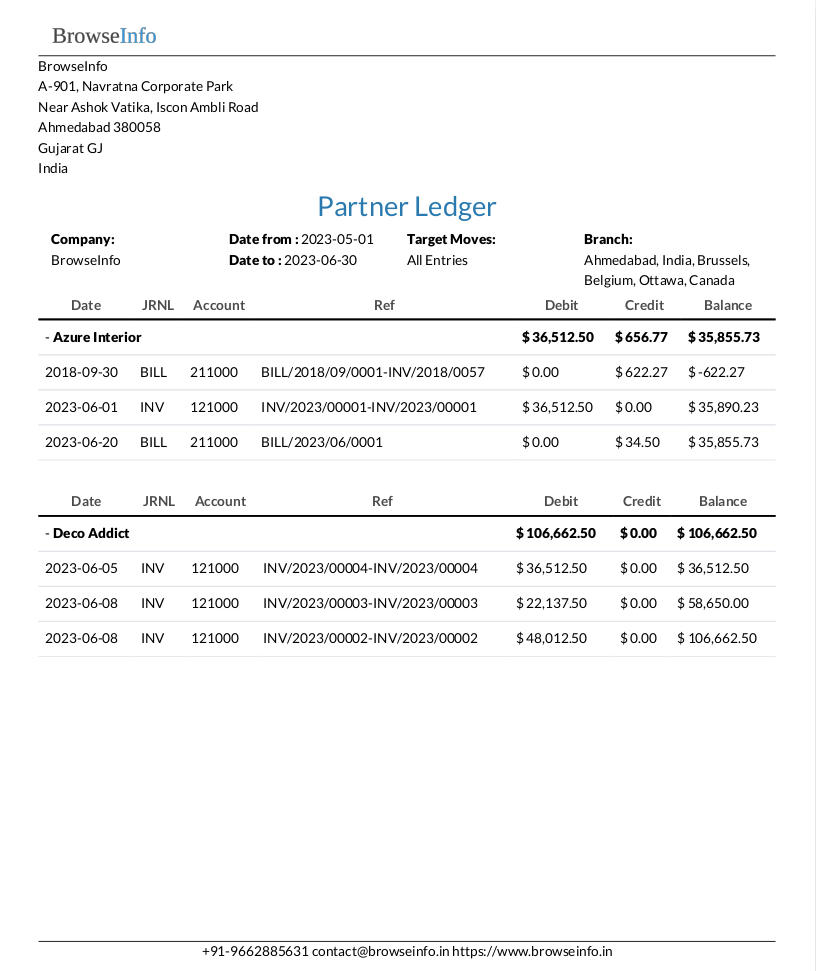 BrowseInfo
BrowseInfo
A-901, Navratna Corporate Park
Near Ashok Vatika, Iscon Ambli Road
Ahmedabad 380058
Gujarat GJ
India
Partner Ledger
Company: Date from : 2023-05-01 Target Moves: Branch:
BrowseInfo Date to : 2023-06-30 All Entries Ahmedabad, India, Brussels,
Belgium, Ottawa, Canada
Date JRNL Account Ref Debit Credit Balance
- Azure Interior $ 36,512.50 $ 656.77 $ 35,855.73
2018-09-30 BILL 211000 BILL/2018/09/0001-INV/2018/0057 $ 0.00 $ 622.27 $ -622.27
2023-06-01 INV 121000 INV/2023/00001-INV/2023/00001 $ 36,512.50 $ 0.00 $ 35,890.23
2023-06-20 BILL 211000 BILL/2023/06/0001 $ 0.00 $ 34.50 $ 35,855.73
Date JRNL Account Ref Debit Credit Balance
- Deco Addict $ 106,662.50 $ 0.00 $ 106,662.50
2023-06-05 INV 121000 INV/2023/00004-INV/2023/00004 $ 36,512.50 $ 0.00 $ 36,512.50
2023-06-08 INV 121000 INV/2023/00003-INV/2023/00003 $ 22,137.50 $ 0.00 $ 58,650.00
2023-06-08 INV 121000 INV/2023/00002-INV/2023/00002 $ 48,012.50 $ 0.00 $ 106,662.50
+91-9662885631 contact@browseinfo.in https://www.browseinfo.in